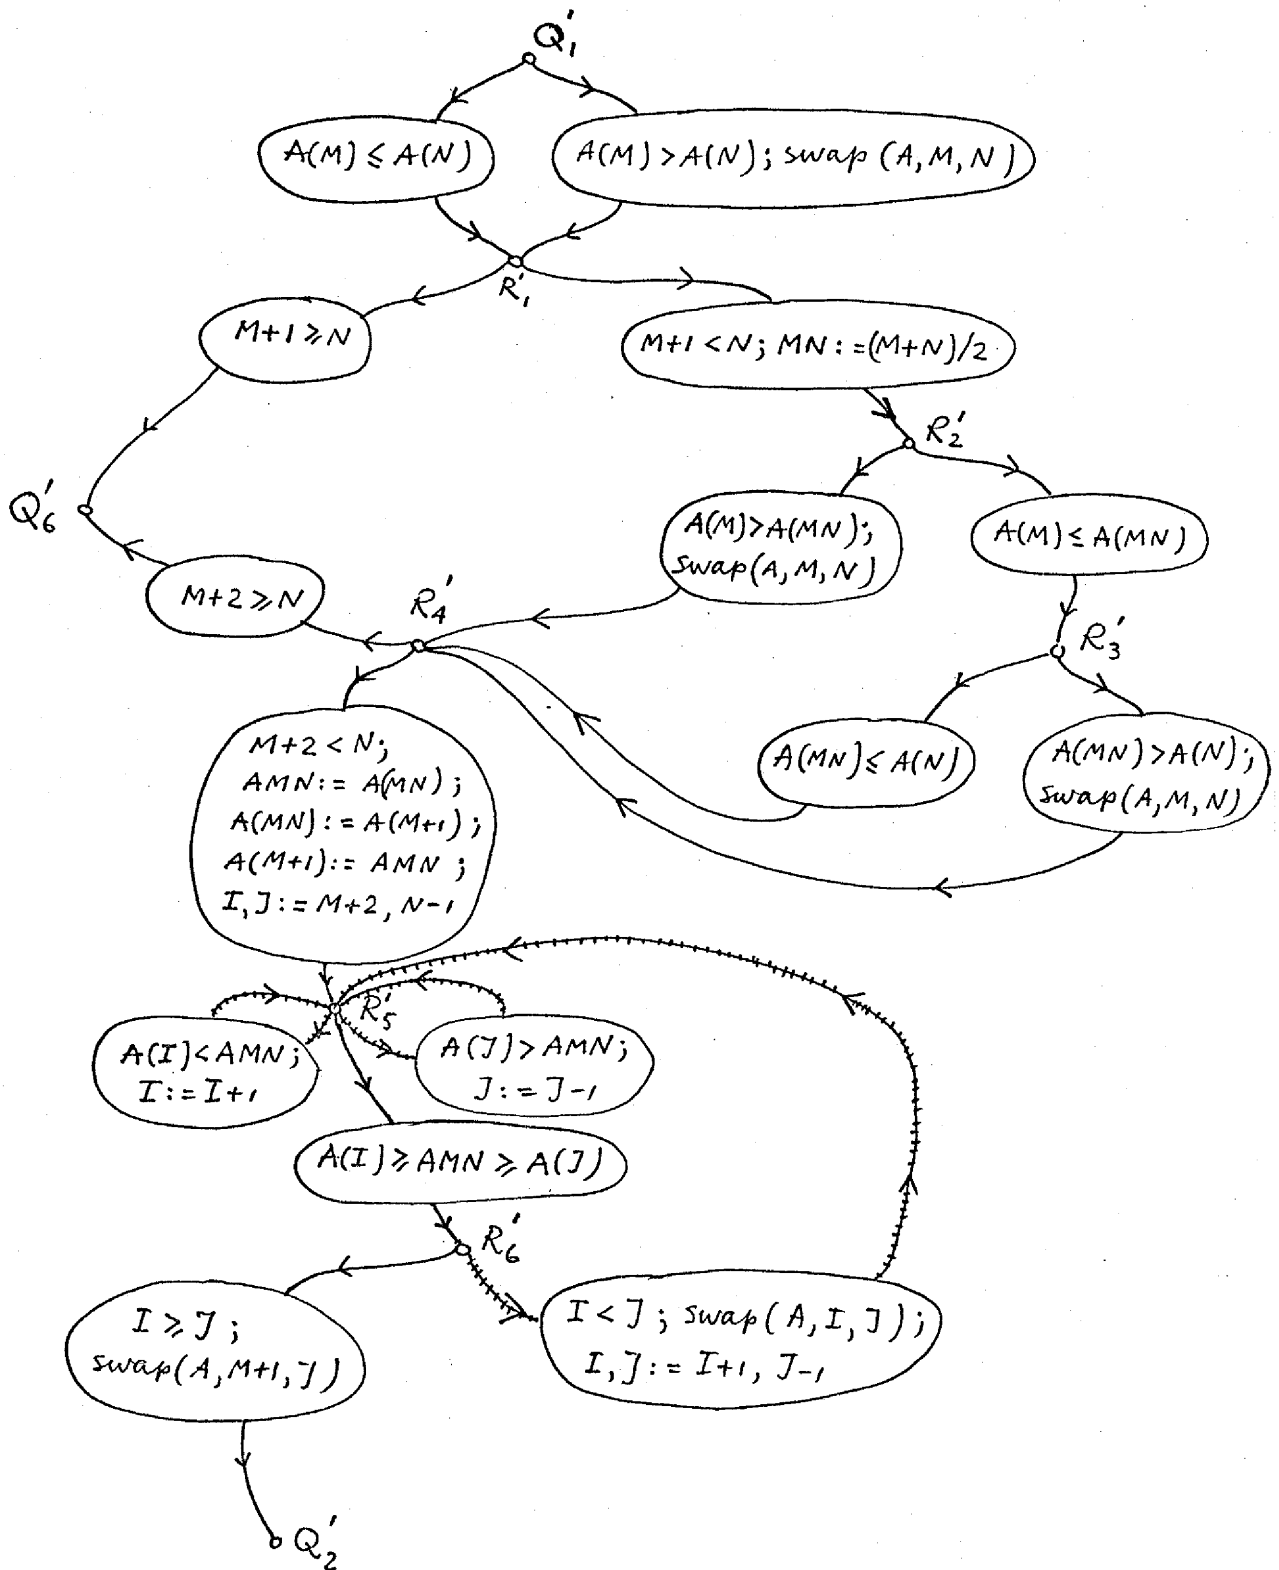 Q'1
A(M) ≤ A(N)
A(M) > A(N); swap (A, M, N)
R'1
M+1 ≥ N
M+1 < N; MN := (M+N)/2
R'2
Q'6
A(M) > A(MN);
swap(A, M, N)
A(M) ≤ A(MN)
M+2 ≥ N
R'4
R'3
M+2 < N;
AMN := A(MN);
A(MN) := A(M+1);
A(M+1) := AMN;
I, J := M+2, N-1
A(MN) ≤ A(N)
A(MN) > A(N);
swap(A, M, N)
R'5
A(I) < AMN;
I := I+1
A(J) > AMN;
J := J-1
A(I) ≥ AMN ≥ A(J)
R'6
I ≥ J;
swap(A, M+1, J)
I < J; swap(A, I, J);
I, J := I+1, J-1
Q'2